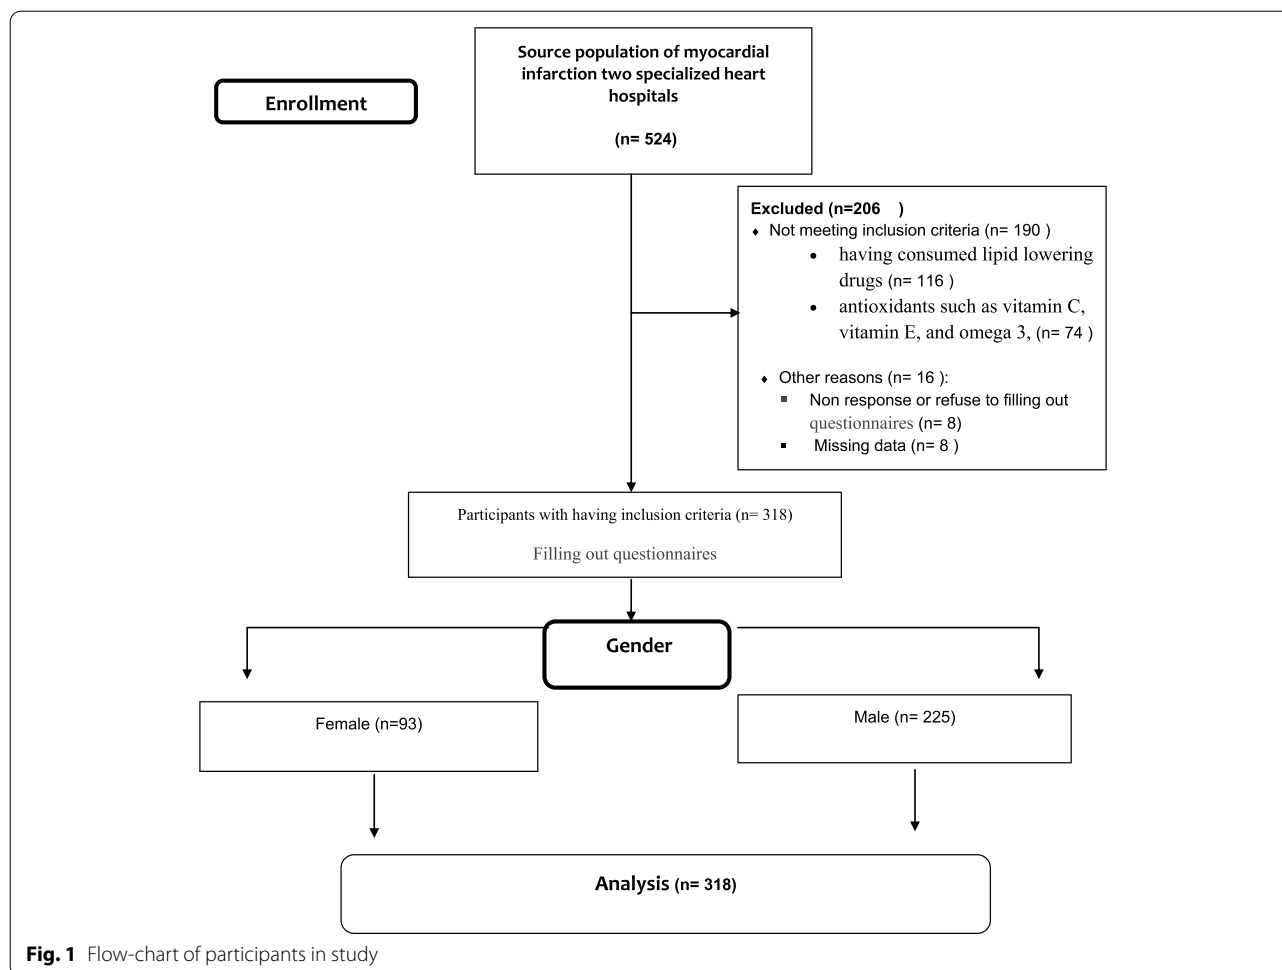 Source population of myocardial
infarction two specialized heart
hospitals
(n= 524)
Enrollment
Excluded (n=206 )
♦ Not meeting inclusion criteria (n= 190 )
• having consumed lipid lowering
drugs (n= 116 )
• antioxidants such as vitamin C,
vitamin E, and omega 3, (n= 74 )
♦ Other reasons (n= 16 ):
▪ Non response or refuse to filling out
questionnaires (n= 8)
▪ Missing data (n= 8 )
Participants with having inclusion criteria (n= 318)
Filling out questionnaires
Gender
Female (n=93)
Male (n= 225)
Analysis (n= 318)
Fig. 1 Flow-chart of participants in study